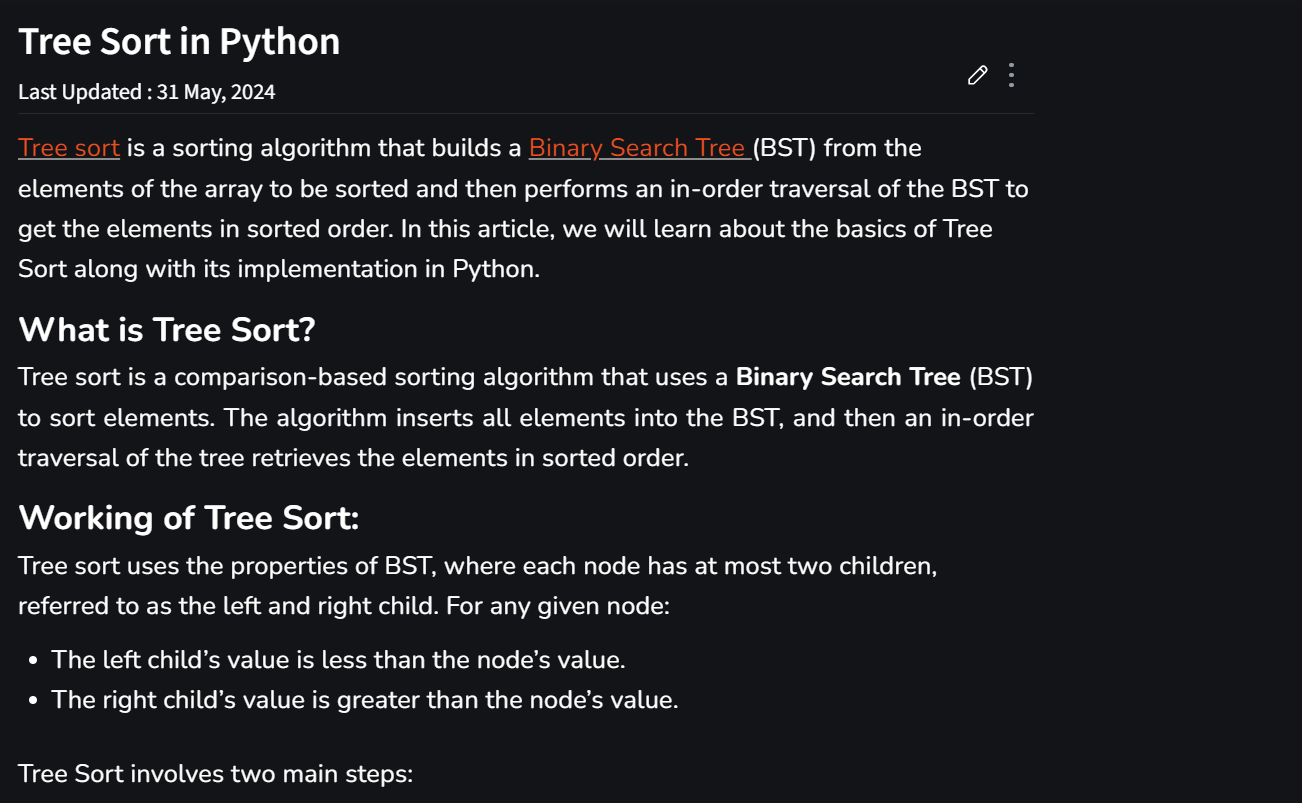 Tree Sort in Python
Last Updated : 31 May, 2024
Tree sort is a sorting algorithm that builds a Binary Search Tree (BST) from the
elements of the array to be sorted and then performs an in-order traversal of the BST to
get the elements in sorted order. In this article, we will learn about the basics of Tree
Sort along with its implementation in Python.
What is Tree Sort?
Tree sort is a comparison-based sorting algorithm that uses a Binary Search Tree (BST)
to sort elements. The algorithm inserts all elements into the BST, and then an in-order
traversal of the tree retrieves the elements in sorted order.
Working of Tree Sort:
Tree sort uses the properties of BST, where each node has at most two children,
referred to as the left and right child. For any given node:
• The left child’s value is less than the node’s value.
• The right child’s value is greater than the node’s value.
Tree Sort involves two main steps: